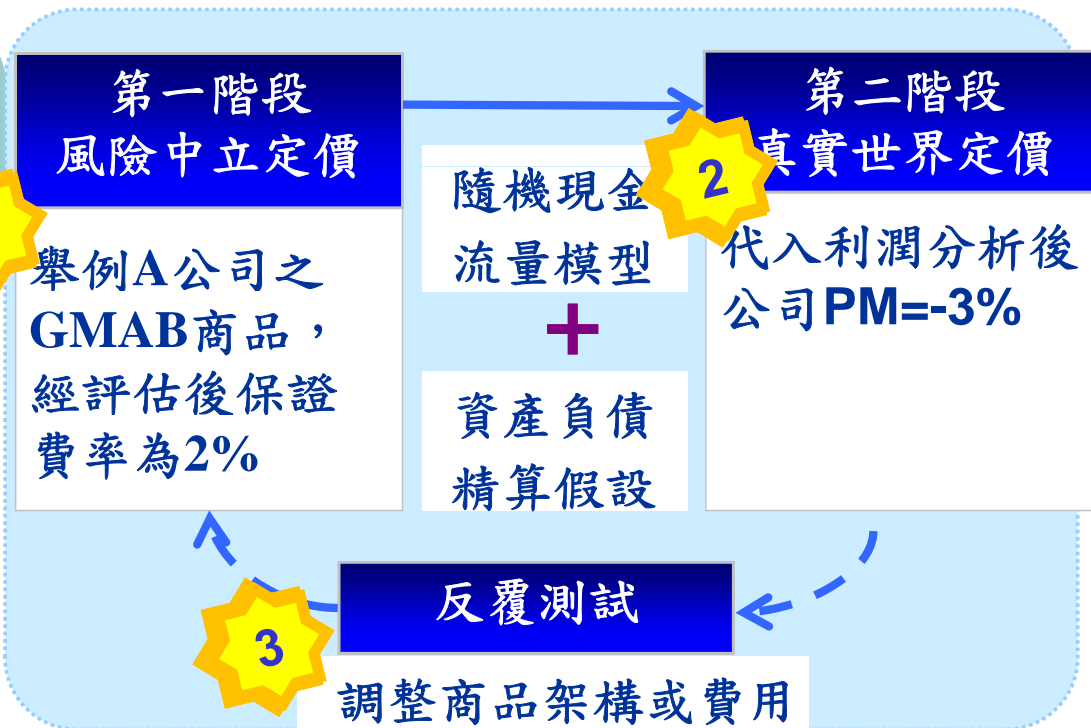 第一階段
風險中立定價
舉例A公司之
GMAB商品，
經評估後保證
費率為2%
隨機現金
流量模型
+
資產負債
精算假設
2
第二階段
真實世界定價
代入利潤分析後
公司PM=-3%
3
反覆測試
調整商品架構或費用